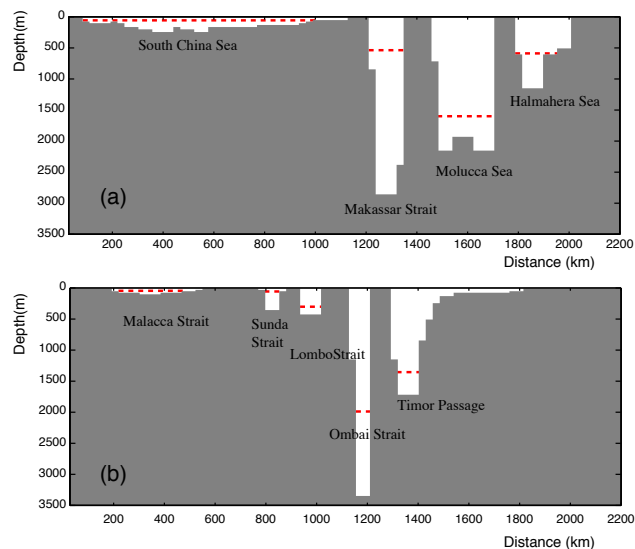 Depth(m)
0
500
1000
1500
2000
2500
3000
3500
South China Sea
Halmahera Sea
Molucca Sea
Makassar Strait
(a)
200 400 600 800 1000 1200 1400 1600 1800 2000 2200
Distance (km)
Depth(m)
0
500
1000
1500
2000
2500
3000
3500
Malacca Strait
Sunda
Strait
LomboStrait
Timor Passage
Ombai Strait
(b)
200 400 600 800 1000 1200 1400 1600 1800 2000 2200
Distance (km)